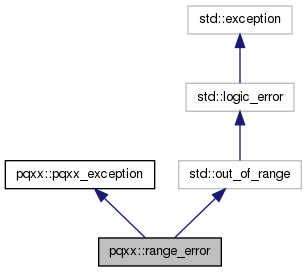 std::exception
std::logic_error
pqxx::pqxx_exception
std::out_of_range
pqxx::range_error